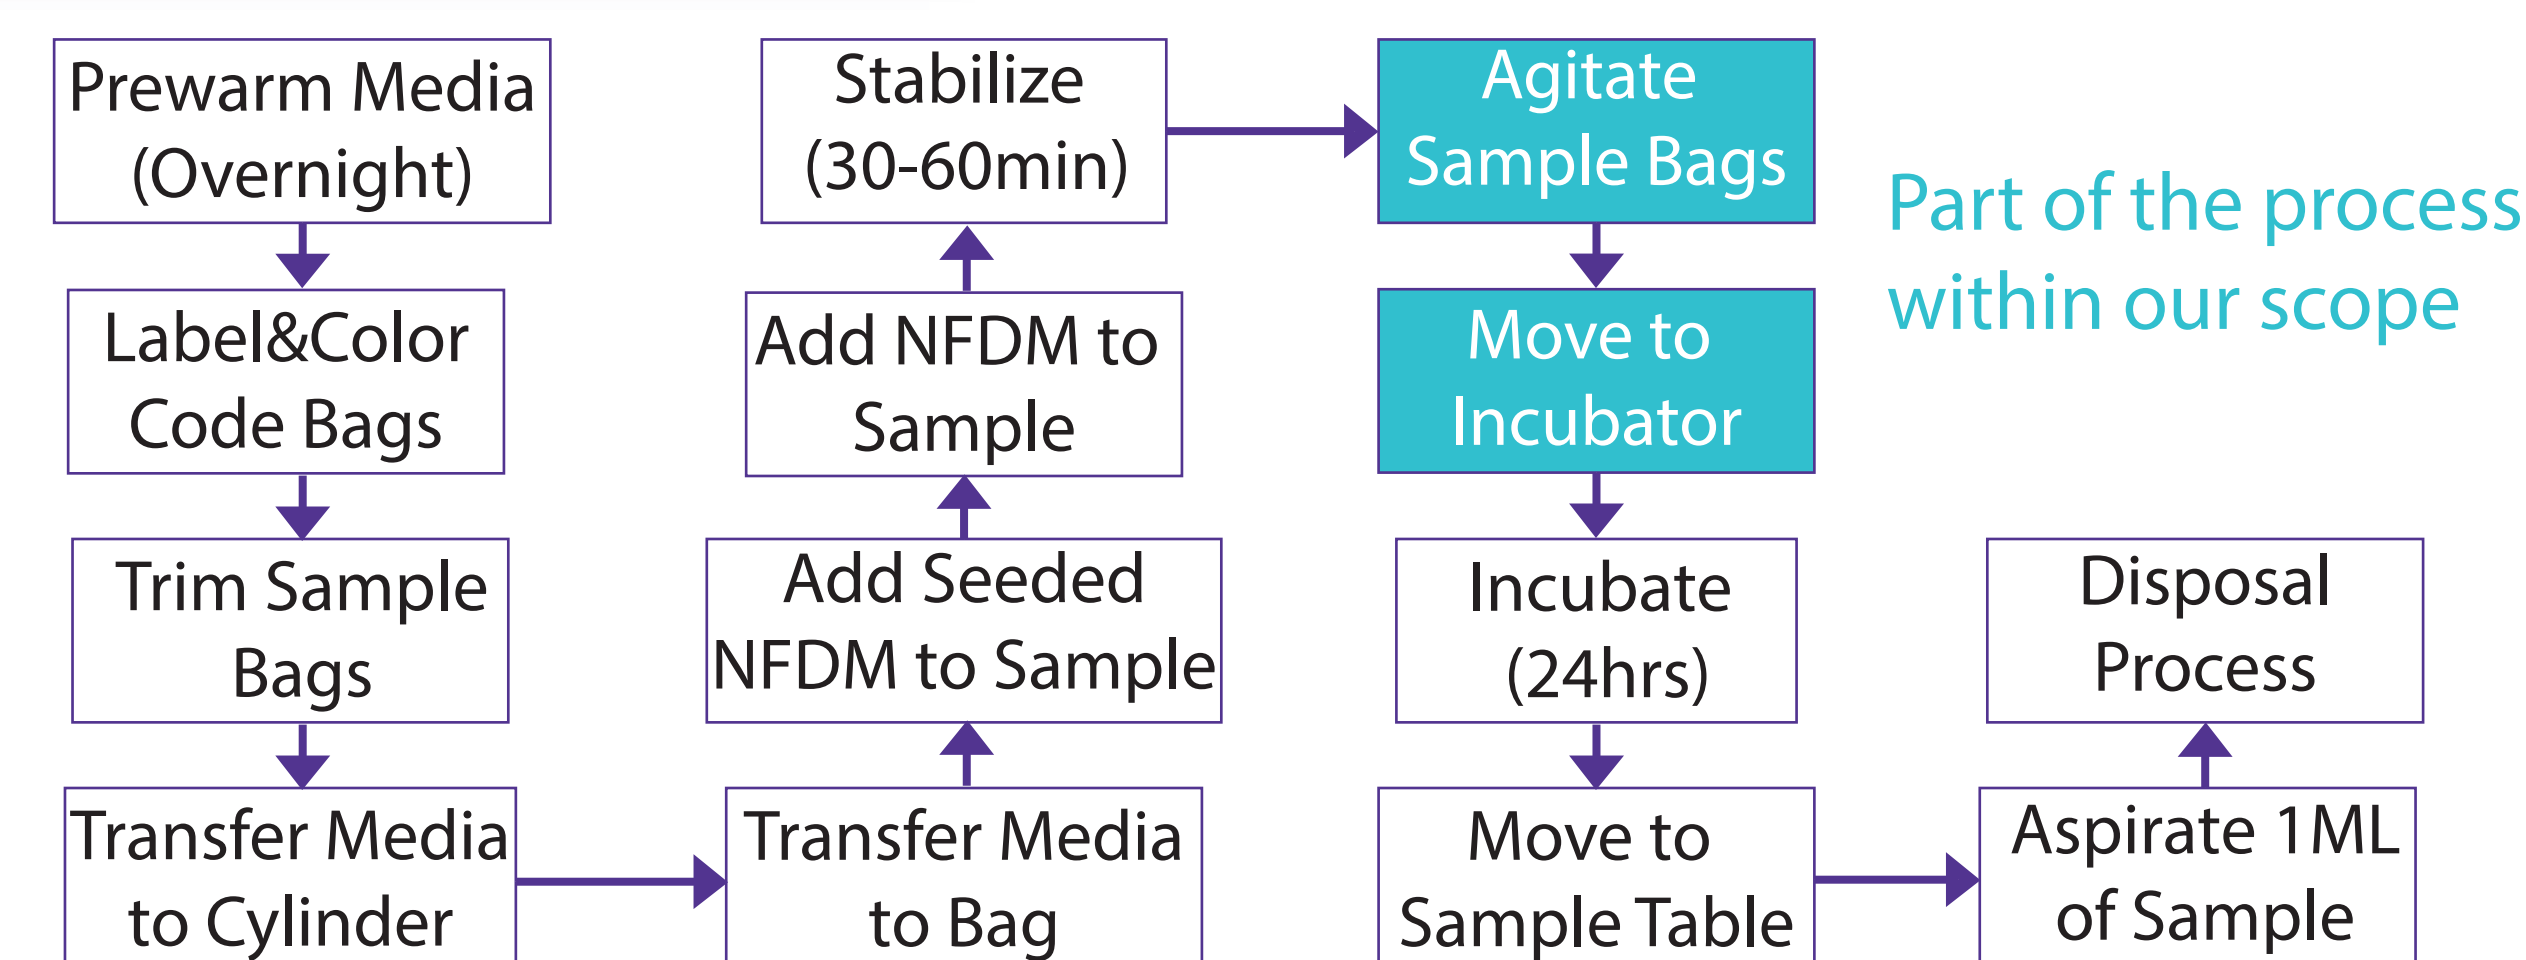 Prewarm Media
(Overnight)
Label&Color
Code Bags
Trim Sample
Bags
Transfer Media
to Cylinder
Transfer Media
to Bag
Add Seeded
NFDM to Sample
Add NFDM to
Sample
Stabilize
(30-60min)
Agitate
Sample Bags
Move to
Incubator
Incubate
(24hrs)
Move to
Sample Table
Aspirate 1ML
of Sample
Disposal
Process
Part of the process
within our scope